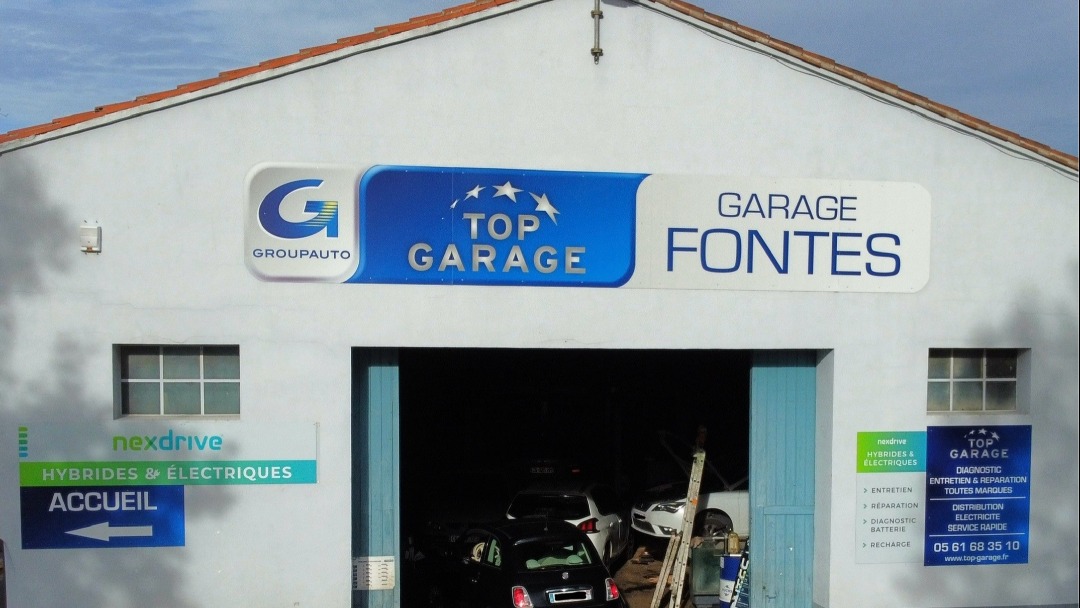 GROUPAUTO
TOP
GARAGE
GARAGE
FONTES
nexdrive
HYBRIDES & ÉLECTRIQUES
ACCUEIL
nexdrive
HYBRIDES &
ÉLECTRIQUES
> ENTRETIEN
> RÉPARATION
> DIAGNOSTIC
BATTERIE
> RECHARGE
TOP
GARAGE
DIAGNOSTIC
ENTRETIEN & REPARATION
TOUTES MARQUES
DISTRIBUTION
ELECTRICITE
SERVICE RAPIDE
05 61 68 35 10
www.top-garage.fr